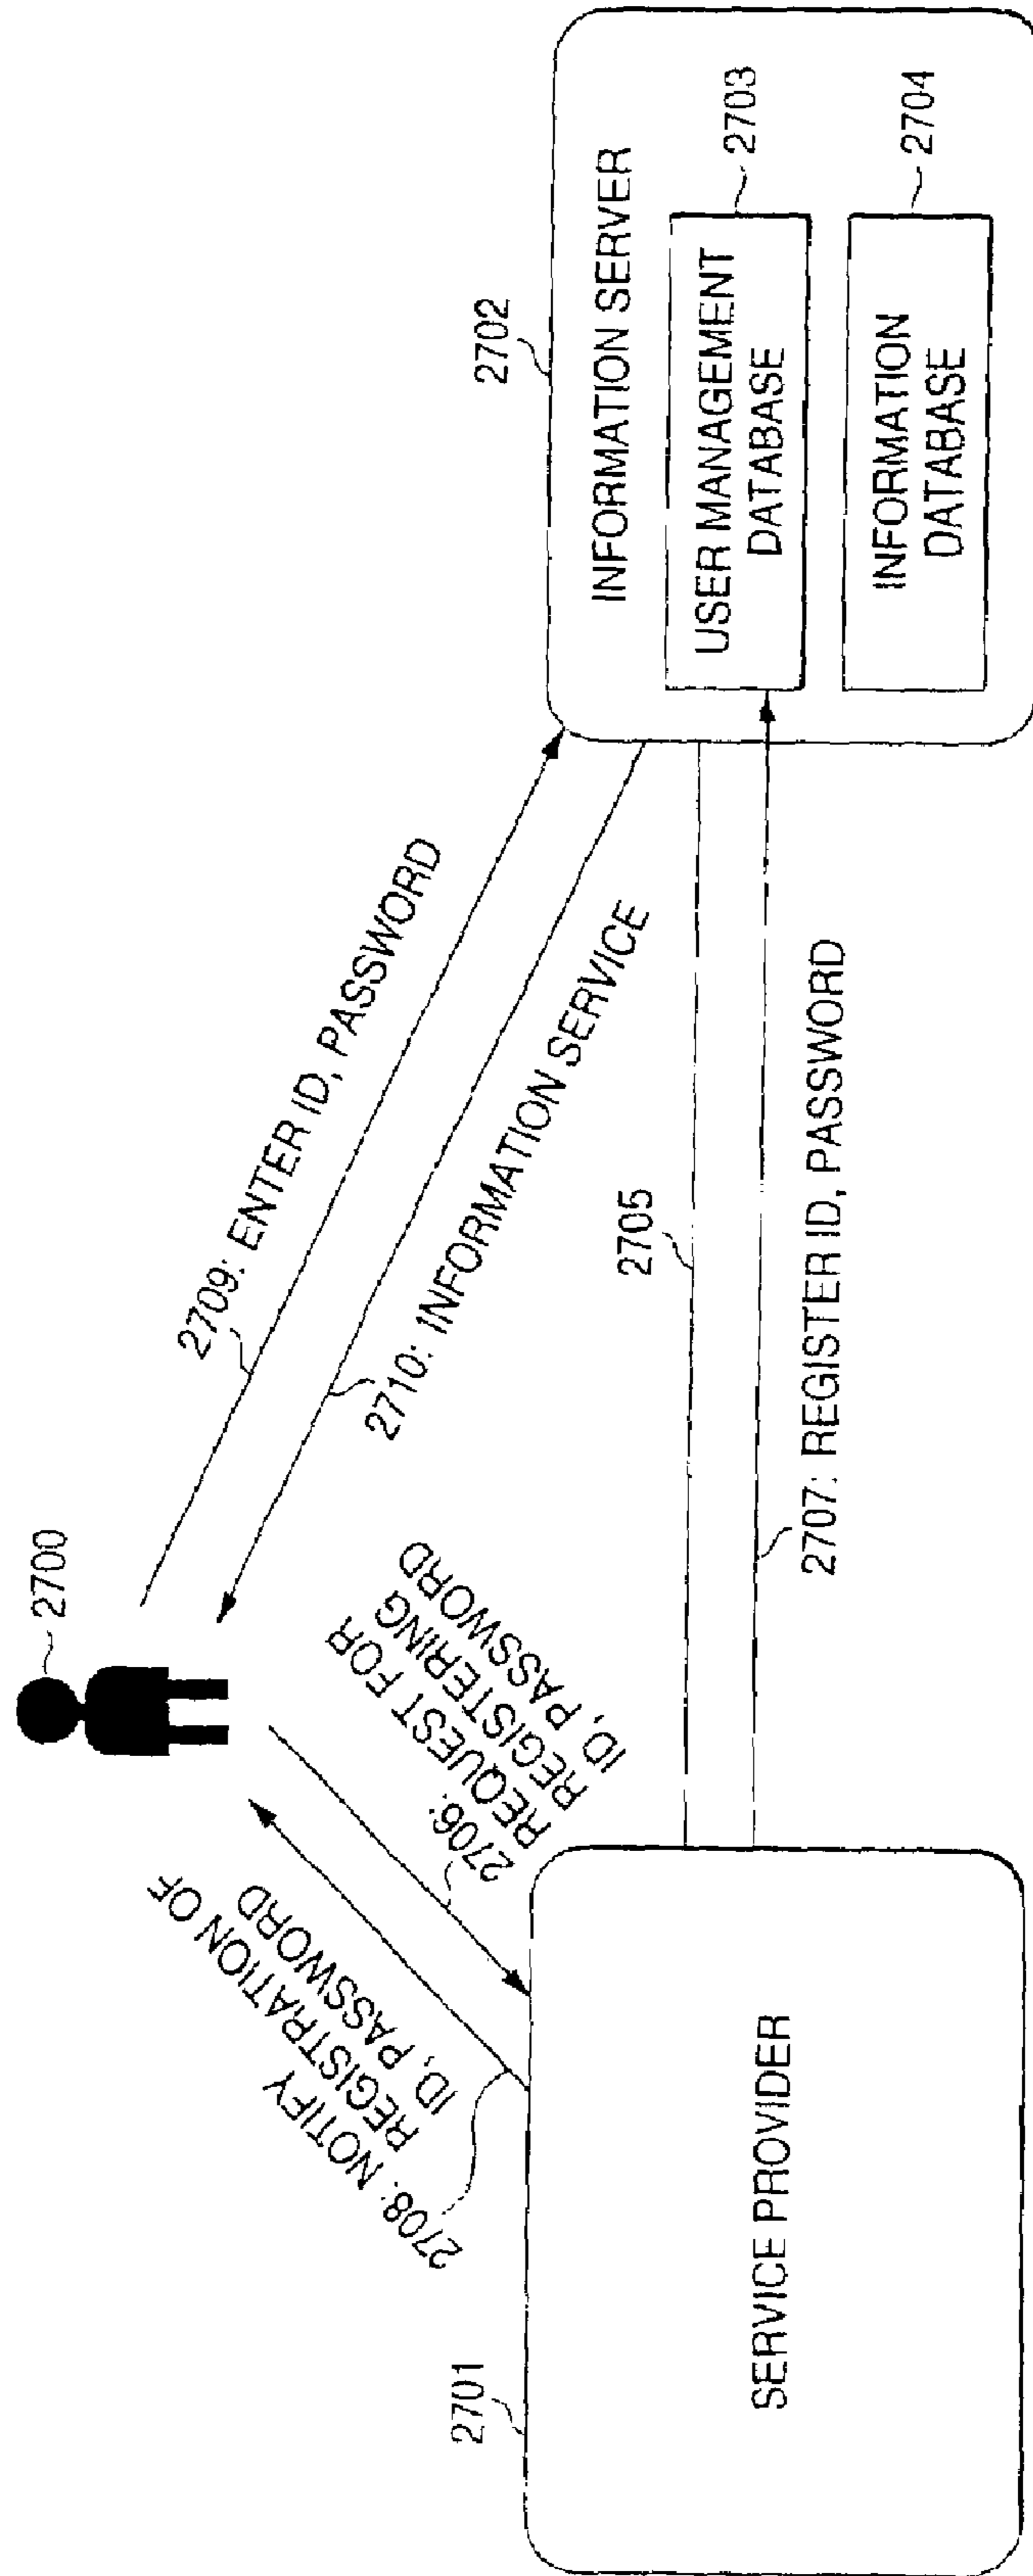 2700
2702
INFORMATION SERVER
USER MANAGEMENT
DATABASE
2703
INFORMATION
DATABASE
2704
2709: ENTER ID, PASSWORD
2710: INFORMATION SERVICE
2705
2707: REGISTER ID, PASSWORD
2706:
REQUEST FOR
REGISTERING
ID, PASSWORD
2708: NOTIFY
REGISTRATION OF
ID, PASSWORD
2701
SERVICE PROVIDER